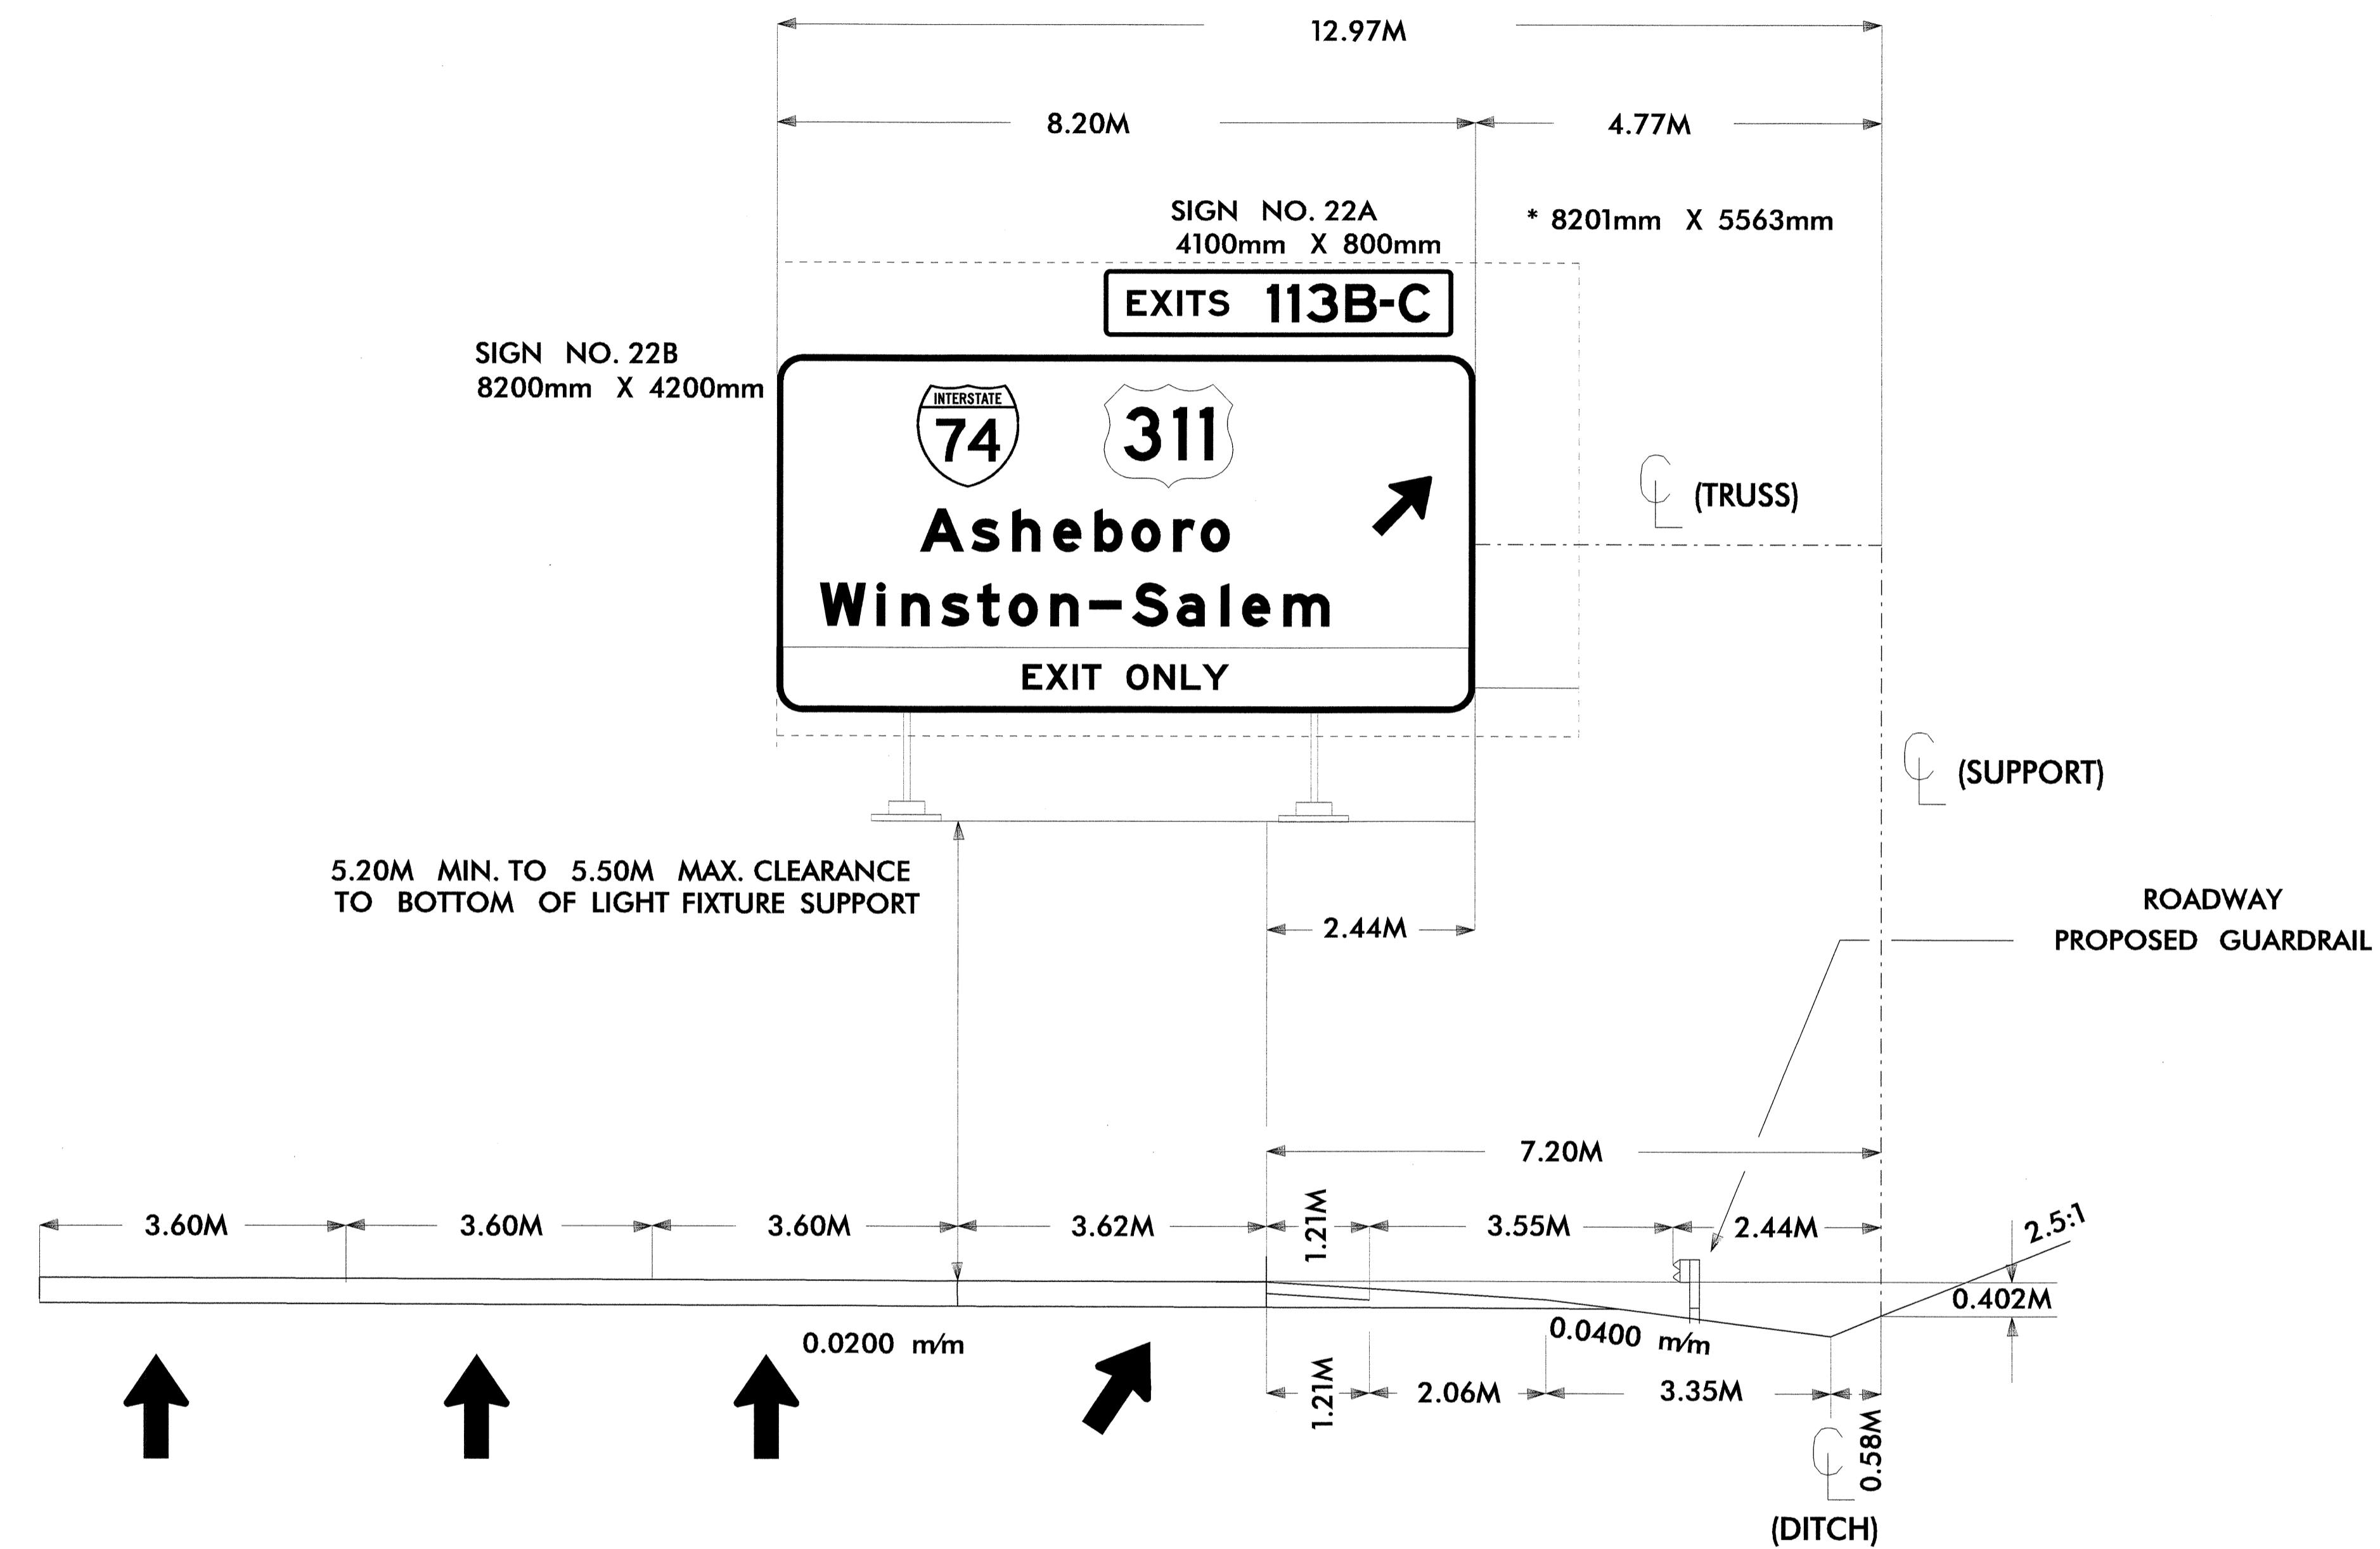 12.97M
8.20M
4.77M
SIGN NO. 22A
4100mm X 800mm
* 8201mm X 5563mm
EXITS 113B-C
SIGN NO. 22B
8200mm X 4200mm
INTERSTATE
74
311
Asheboro
Winston-Salem
EXIT ONLY
CL (TRUSS)
CL (SUPPORT)
5.20M MIN. TO 5.50M MAX. CLEARANCE
TO BOTTOM OF LIGHT FIXTURE SUPPORT
2.44M
ROADWAY
PROPOSED GUARDRAIL
7.20M
3.60M
3.60M
3.60M
3.62M
1.21M
3.55M
2.44M
2.5:1
0.402M
0.0200 m/m
0.0400 m/m
1.21M
2.06M
3.35M
0.58M
CL
(DITCH)